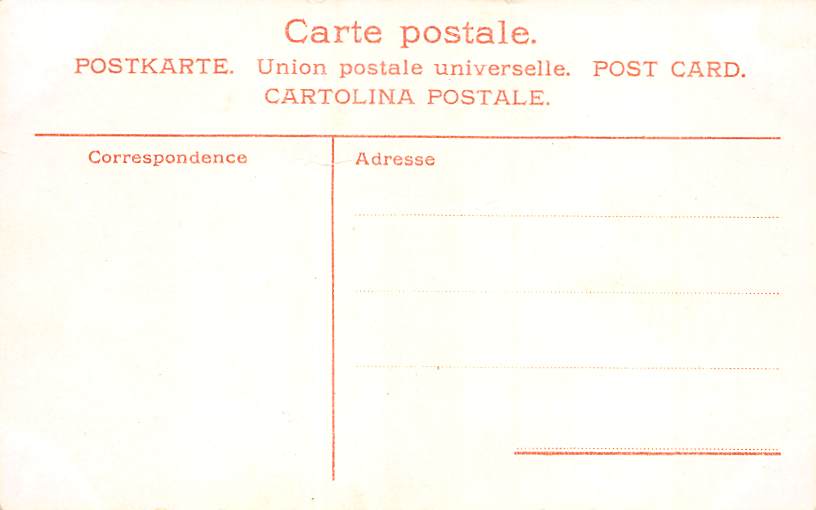 Carte postale.
POSTKARTE. Union postale universelle. POST CARD.
CARTOLINA POSTALE.
Correspondence
Adresse